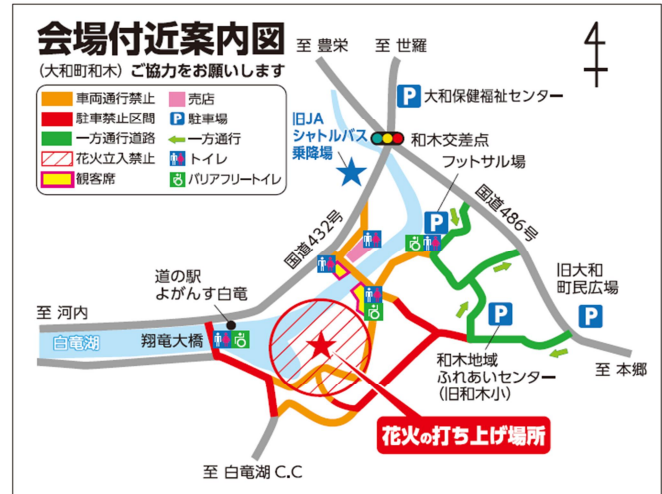 会場付近案内図
(大和町和木) ご協力をお願いします
車両通行禁止
売店
駐車禁止区間
P 駐車場
一方通行道路
一方通行
花火立入禁止
トイレ
観客席
バリアフリートイレ
至 豊栄
至 世羅
4
P 大和保健福祉センター
旧JA
シャトルバス
乗降場
和木交差点
フットサル場
P
国道432号
国道486号
道の駅
よがんす白竜
旧大和
町民広場
P
至 河内
白竜湖
翔竜大橋
P
和木地域
ふれあいセンター
(旧和木小)
至 本郷
花火の打ち上げ場所
至 白竜湖 C.C